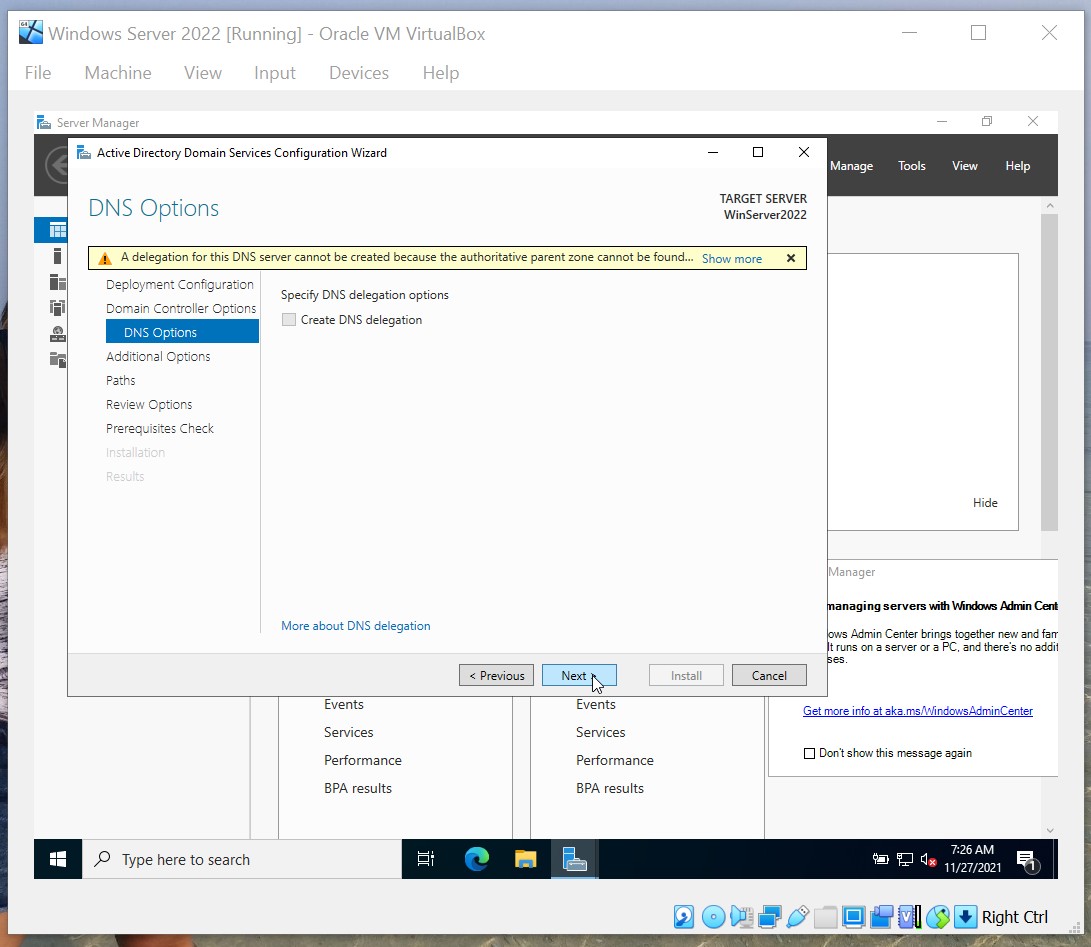 Windows Server 2022 [Running] - Oracle VM VirtualBox
File Machine View Input Devices Help
Server Manager
Manage Tools View Help
Active Directory Domain Services Configuration Wizard
DNS Options
TARGET SERVER
WinServer2022
A delegation for this DNS server cannot be created because the authoritative parent zone cannot be found... Show more
Deployment Configuration
Domain Controller Options
DNS Options
Additional Options
Paths
Review Options
Prerequisites Check
Installation
Results
Specify DNS delegation options
Create DNS delegation
More about DNS delegation
< Previous Next > Install Cancel
Hide
Manager
managing servers with Windows Admin Cent
ows Admin Center brings together new and fam
It runs on a server or a PC, and there's no addit
ses.
Get more info at aka.ms/WindowsAdminCenter
Don't show this message again
Events
Services
Performance
BPA results
Events
Services
Performance
BPA results
Type here to search
7:26 AM
11/27/2021
1
Right Ctrl